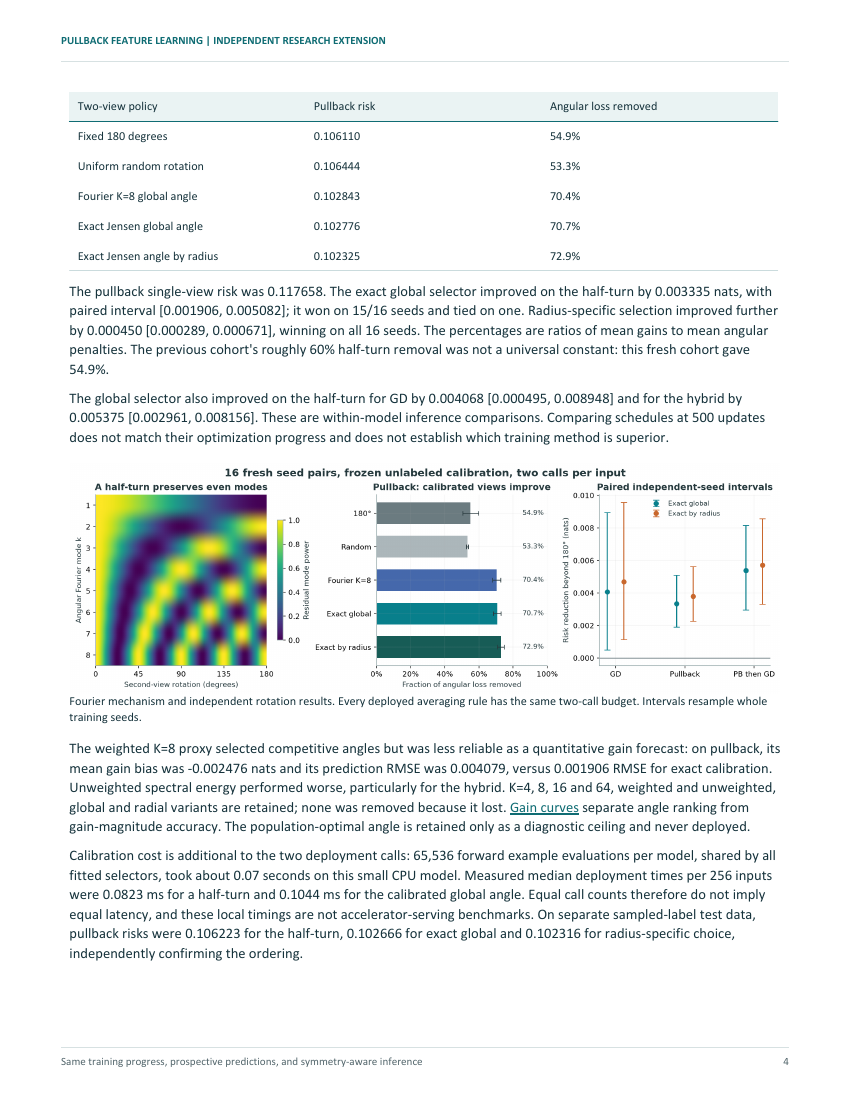 PULLBACK FEATURE LEARNING | INDEPENDENT RESEARCH EXTENSION
Two-view policy Pullback risk Angular loss removed
Fixed 180 degrees 0.106110 54.9%
Uniform random rotation 0.106444 53.3%
Fourier K=8 global angle 0.102843 70.4%
Exact Jensen global angle 0.102776 70.7%
Exact Jensen angle by radius 0.102325 72.9%
The pullback single-view risk was 0.117658. The exact global selector improved on the half-turn by 0.003335 nats, with
paired interval [0.001906, 0.005082]; it won on 15/16 seeds and tied on one. Radius-specific selection improved further
by 0.000450 [0.000289, 0.000671], winning on all 16 seeds. The percentages are ratios of mean gains to mean angular
penalties. The previous cohort's roughly 60% half-turn removal was not a universal constant: this fresh cohort gave
54.9%.
The global selector also improved on the half-turn for GD by 0.004068 [0.000495, 0.008948] and for the hybrid by
0.005375 [0.002961, 0.008156]. These are within-model inference comparisons. Comparing schedules at 500 updates
does not match their optimization progress and does not establish which training method is superior.
16 fresh seed pairs, frozen unlabeled calibration, two calls per input
A half-turn preserves even modes
Angular Fourier mode k
1
2
3
4
5
6
7
8
0 45 90 135 180
Second-view rotation (degrees)
1.0
0.8
0.6
0.4
0.2
0.0
Residual mode power
Pullback: calibrated views improve
180° 54.9%
Random 53.3%
Fourier K=8 70.4%
Exact global 70.7%
Exact by radius 72.9%
0% 20% 40% 60% 80% 100%
Fraction of angular loss removed
Paired independent-seed intervals
Risk reduction beyond 180° (nats)
0.010
0.008
0.006
0.004
0.002
0.000
Exact global
Exact by radius
GD Pullback PB then GD
Fourier mechanism and independent rotation results. Every deployed averaging rule has the same two-call budget. Intervals resample whole
training seeds.
The weighted K=8 proxy selected competitive angles but was less reliable as a quantitative gain forecast: on pullback, its
mean gain bias was -0.002476 nats and its prediction RMSE was 0.004079, versus 0.001906 RMSE for exact calibration.
Unweighted spectral energy performed worse, particularly for the hybrid. K=4, 8, 16 and 64, weighted and unweighted,
global and radial variants are retained; none was removed because it lost. Gain curves separate angle ranking from
gain-magnitude accuracy. The population-optimal angle is retained only as a diagnostic ceiling and never deployed.
Calibration cost is additional to the two deployment calls: 65,536 forward example evaluations per model, shared by all
fitted selectors, took about 0.07 seconds on this small CPU model. Measured median deployment times per 256 inputs
were 0.0823 ms for a half-turn and 0.1044 ms for the calibrated global angle. Equal call counts therefore do not imply
equal latency, and these local timings are not accelerator-serving benchmarks. On separate sampled-label test data,
pullback risks were 0.106223 for the half-turn, 0.102666 for exact global and 0.102316 for radius-specific choice,
independently confirming the ordering.
Same training progress, prospective predictions, and symmetry-aware inference 4